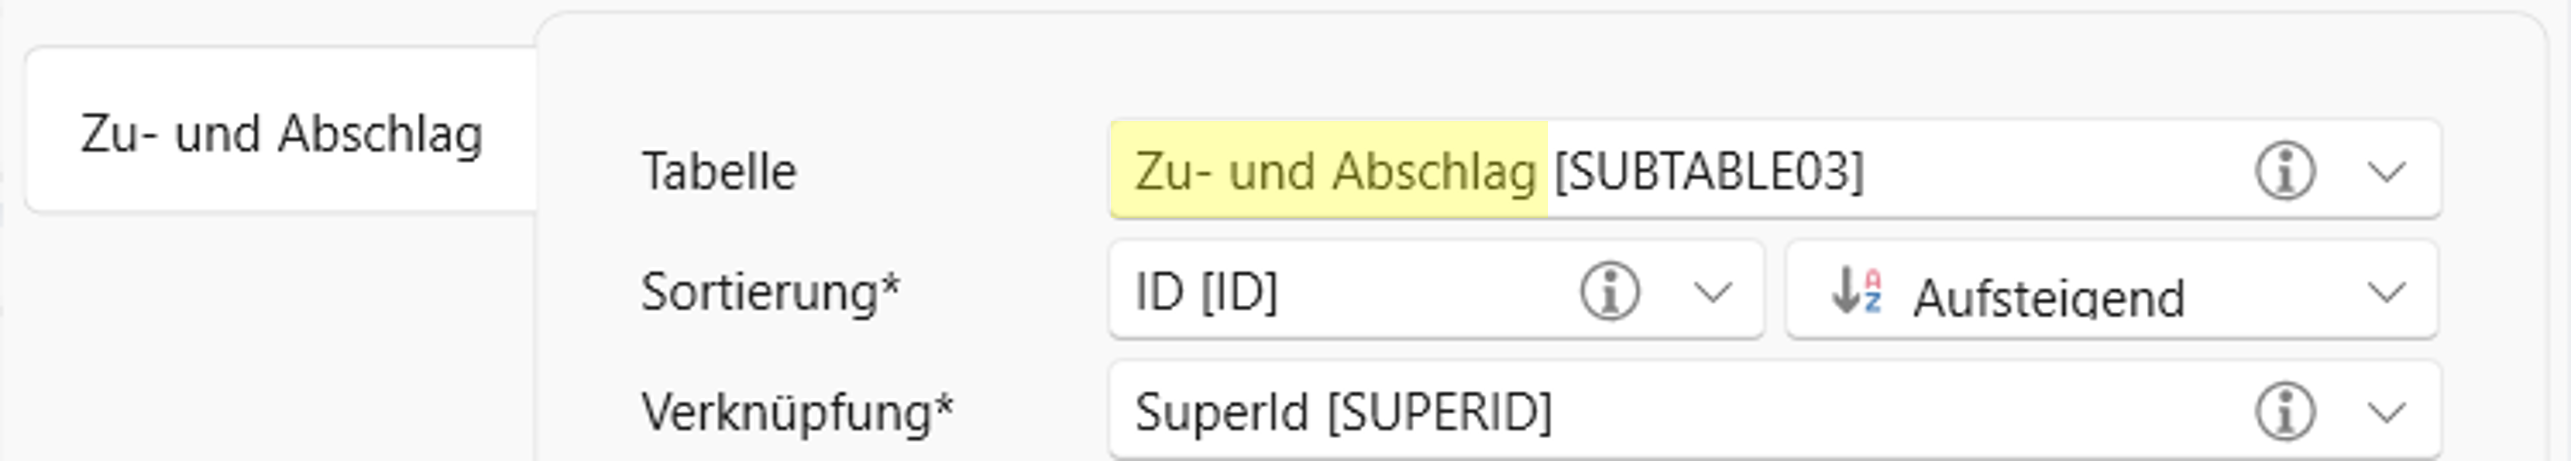 Zu- und Abschlag
Tabelle Zu- und Abschlag [SUBTABLE03]
Sortierung* ID [ID] Aufsteigend
Verknüpfung* SuperId [SUPERID]